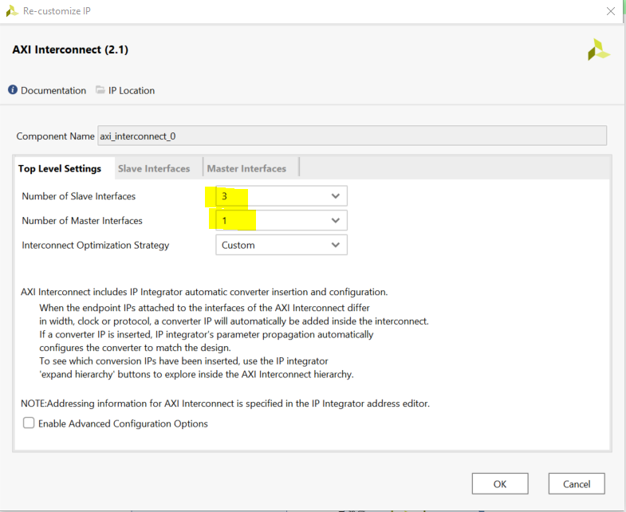 Re-customize IP
AXI Interconnect (2.1)
Documentation IP Location
Component Name axi_interconnect_0
Top Level Settings Slave Interfaces Master Interfaces
Number of Slave Interfaces 3
Number of Master Interfaces 1
Interconnect Optimization Strategy Custom
AXI Interconnect includes IP Integrator automatic converter insertion and configuration.
When the endpoint IPs attached to the interfaces of the AXI Interconnect differ
in width, clock or protocol, a converter IP will automatically be added inside the interconnect.
If a converter IP is inserted, IP integrator's parameter propagation automatically
configures the converter to match the design.
To see which conversion IPs have been inserted, use the IP integrator
'expand hierarchy' buttons to explore inside the AXI Interconnect hierarchy.
NOTE:Addressing information for AXI Interconnect is specified in the IP Integrator address editor.
Enable Advanced Configuration Options
OK Cancel